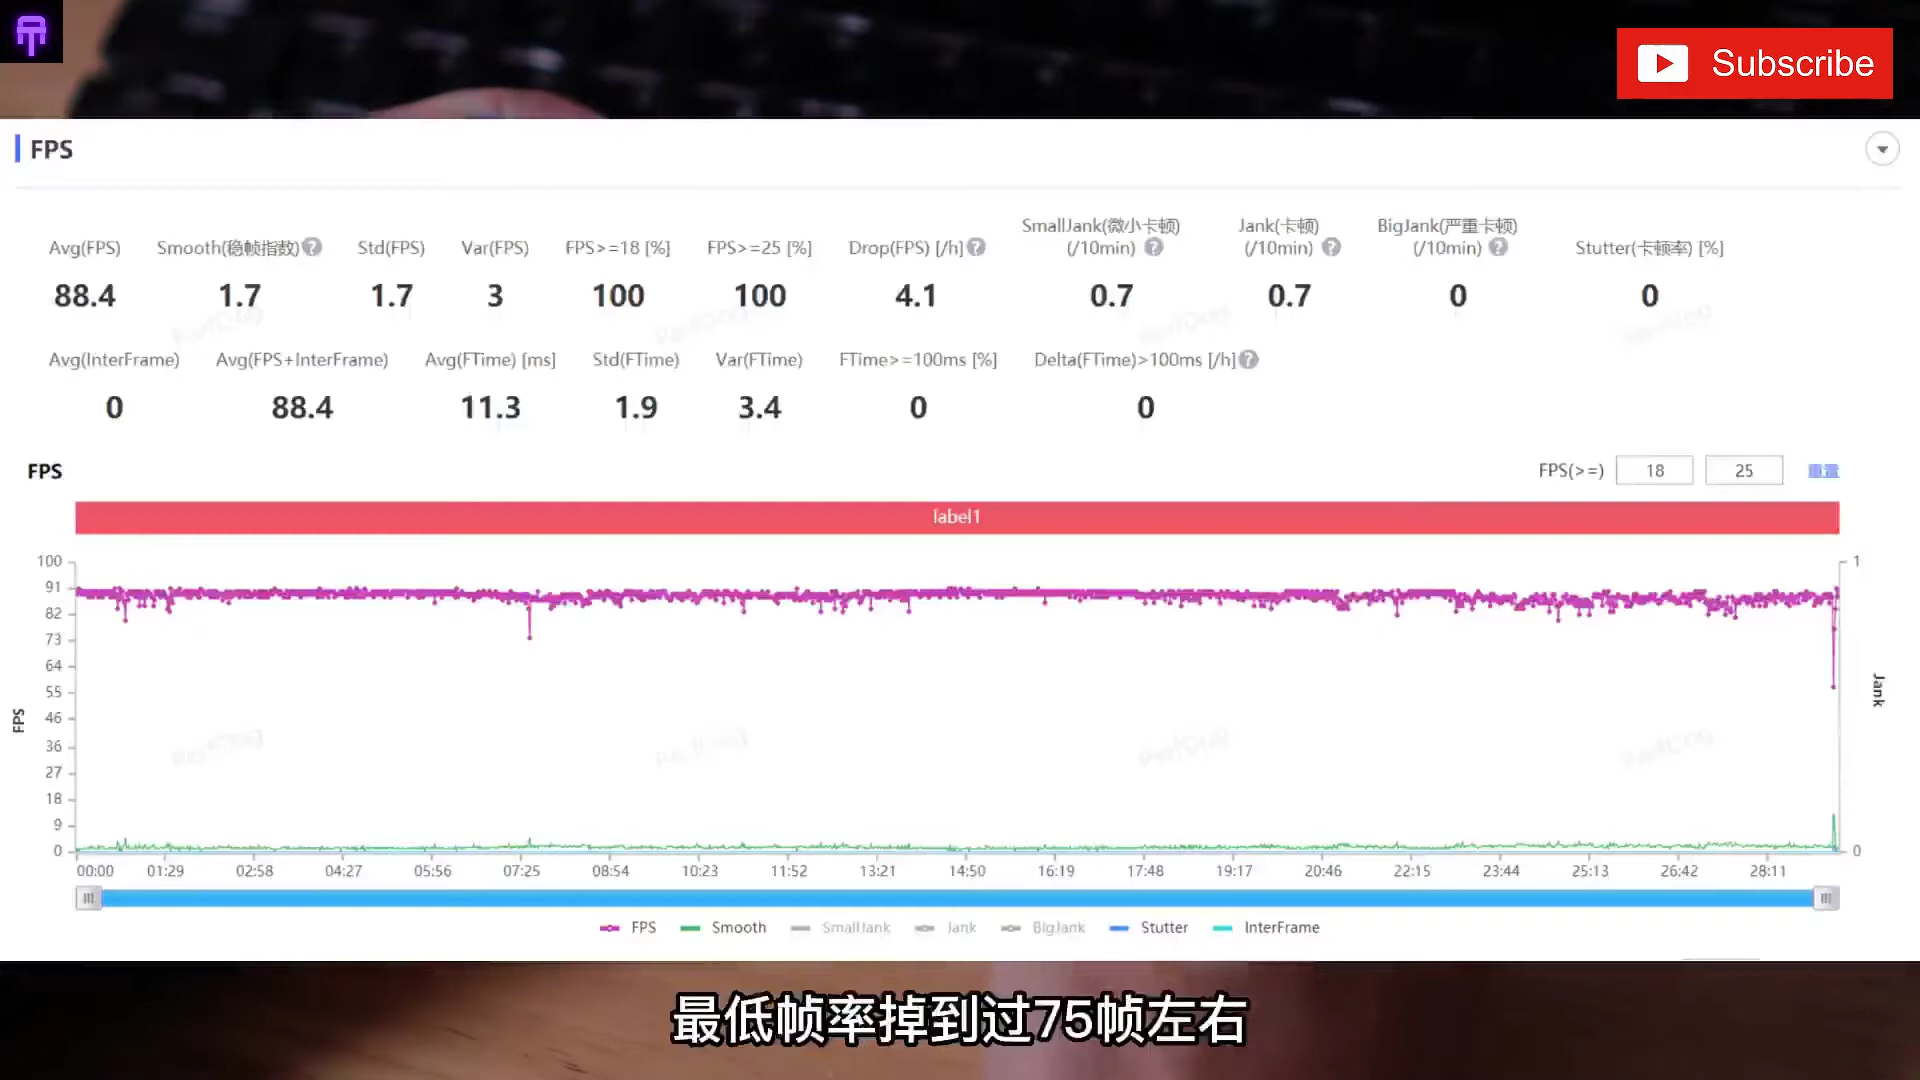 Subscribe
FPS
Avg(FPS) Smooth(稳帧指数) Std(FPS) Var(FPS) FPS>=18 [%] FPS>=25 [%] Drop(FPS) [/h] SmallJank(微小卡顿) (/10min) Jank(卡顿) (/10min) BigJank(严重卡顿) (/10min) Stutter(卡顿率) [%]
88.4 1.7 1.7 3 100 100 4.1 0.7 0.7 0 0
Avg(InterFrame) Avg(FPS+InterFrame) Avg(FTime) [ms] Std(FTime) Var(FTime) FTime>=100ms [%] Delta(FTime)>100ms [/h]
0 88.4 11.3 1.9 3.4 0 0
FPS FPS(>=) 18 25 重置
label1
100
91
82
73
64
55
46
36
27
18
9
0
FPS
1
0
Jank
00:00 01:29 02:58 04:27 05:56 07:25 08:54 10:23 11:52 13:21 14:50 16:19 17:48 19:17 20:46 22:15 23:44 25:13 26:42 28:11
FPS Smooth SmallJank Jank BigJank Stutter InterFrame
最低帧率掉到过75帧左右